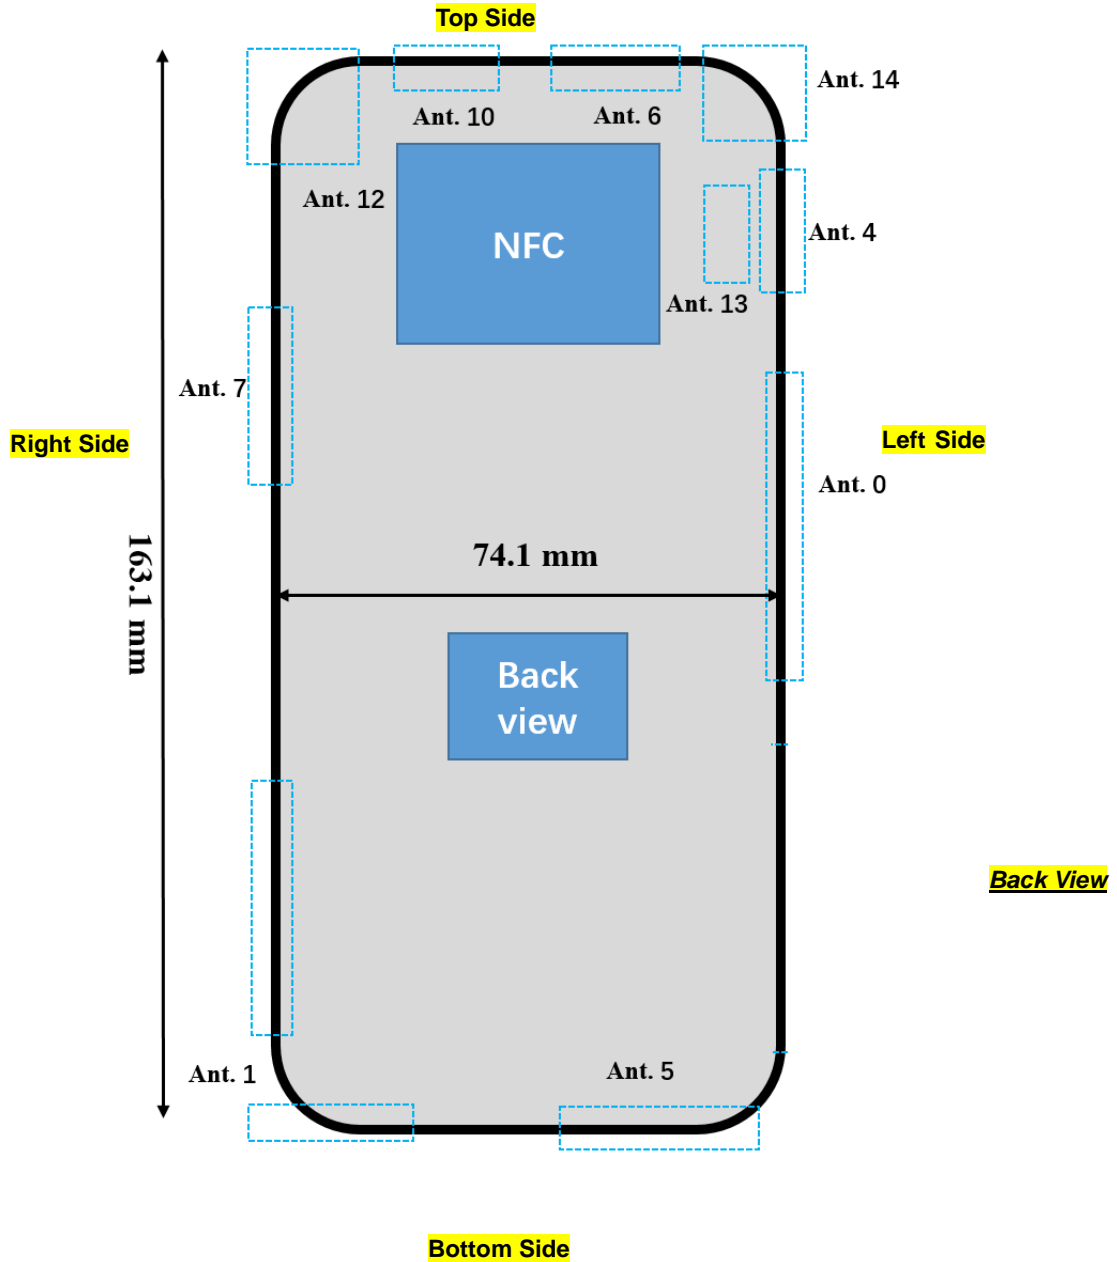 Top Side
Ant. 14
Ant. 10
Ant. 6
Ant. 12
Ant. 4
NFC
Ant. 13
Ant. 7
Right Side
Left Side
Ant. 0
163.1 mm
74.1 mm
Back
view
Back View
Ant. 1
Ant. 5
Bottom Side